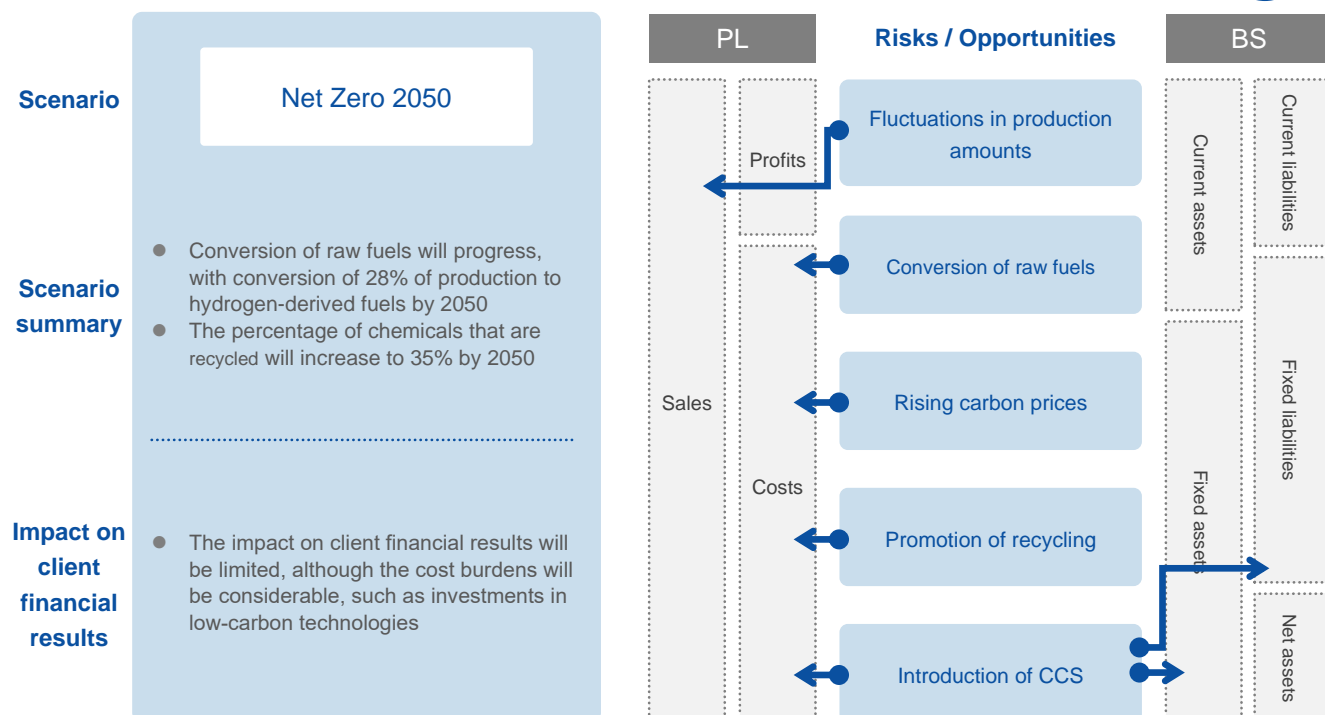 Scenario
Net Zero 2050
Scenario
summary
● Conversion of raw fuels will progress,
with conversion of 28% of production to
hydrogen-derived fuels by 2050
● The percentage of chemicals that are
recycled will increase to 35% by 2050
Impact on
client
financial
results
● The impact on client financial results will
be limited, although the cost burdens will
be considerable, such as investments in
low-carbon technologies
PL
Risks / Opportunities
BS
Sales
Profits
Costs
Fluctuations in production
amounts
Conversion of raw fuels
Rising carbon prices
Promotion of recycling
Introduction of CCS
Current assets
Fixed assets
Current liabilities
Fixed liabilities
Net assets